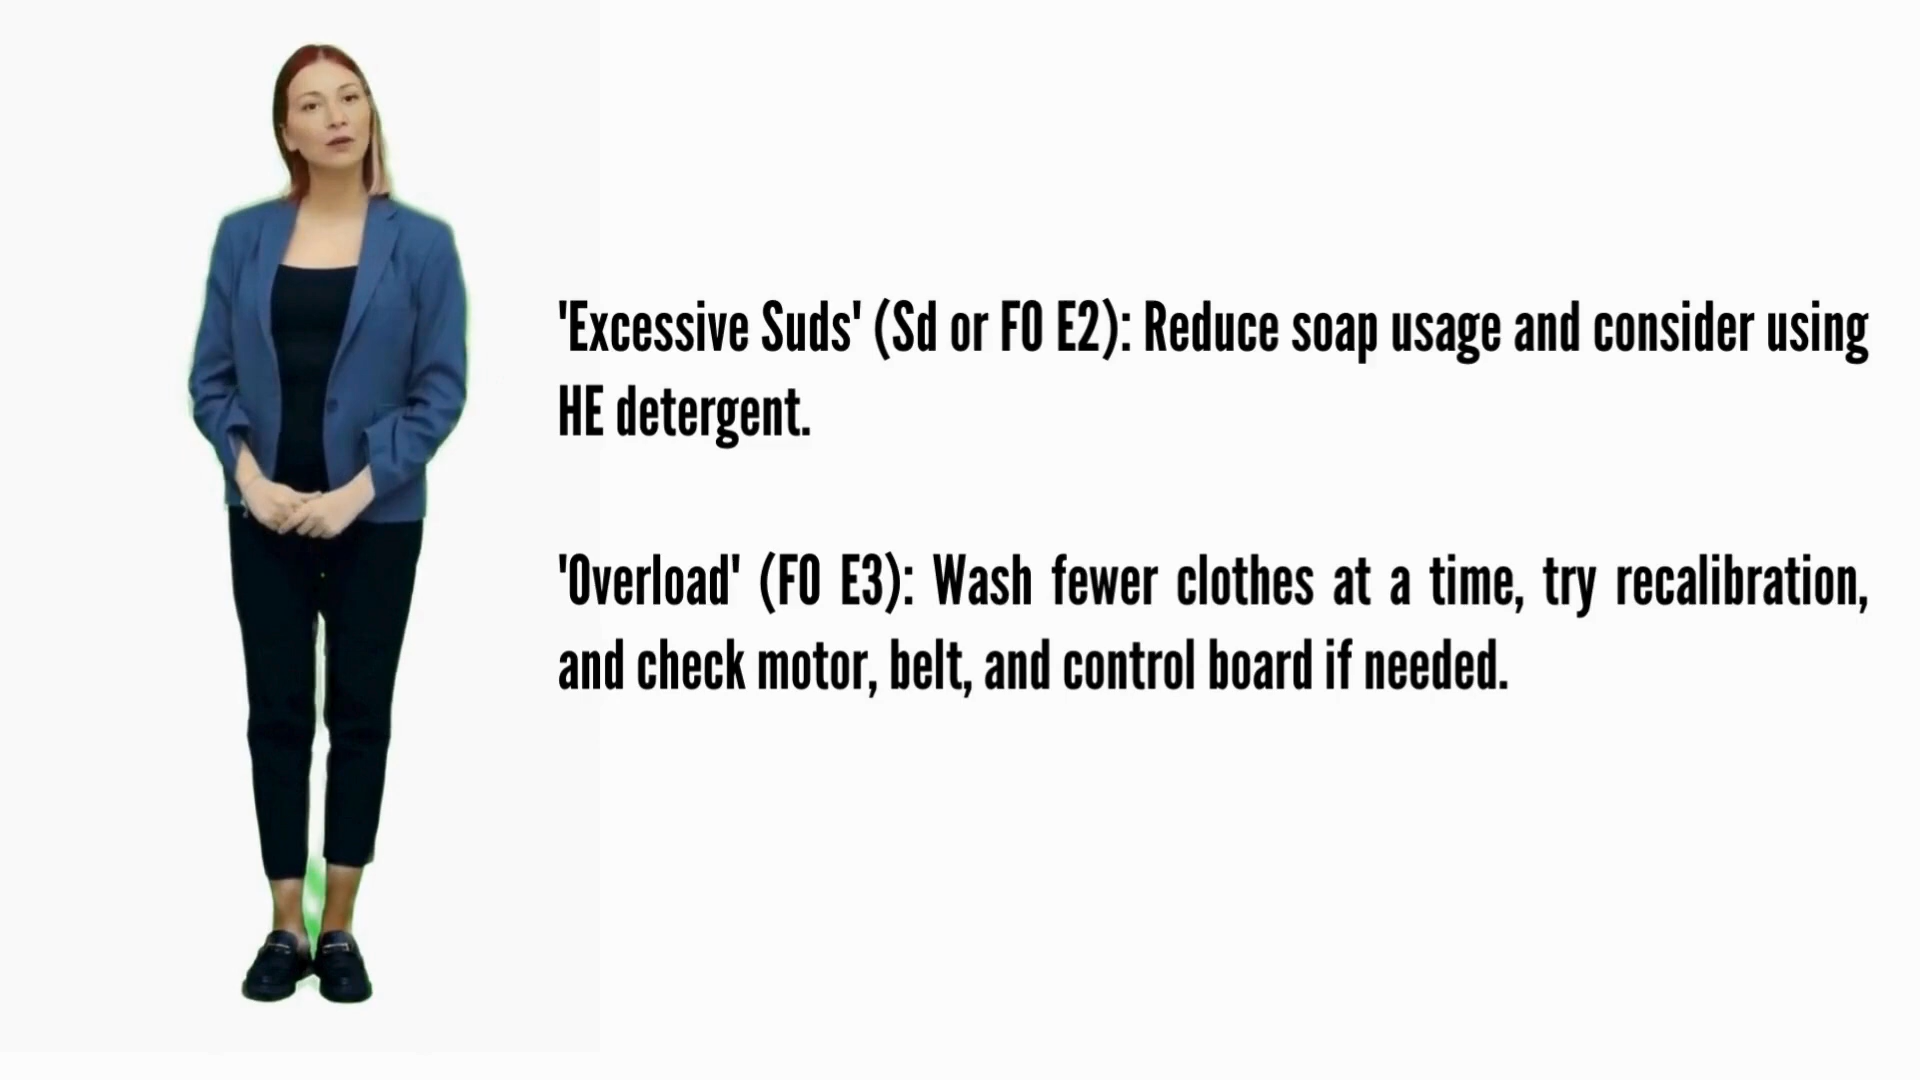 'Excessive Suds' (Sd or F0 E2): Reduce soap usage and consider using
HE detergent.
'Overload' (F0 E3): Wash fewer clothes at a time, try recalibration,
and check motor, belt, and control board if needed.